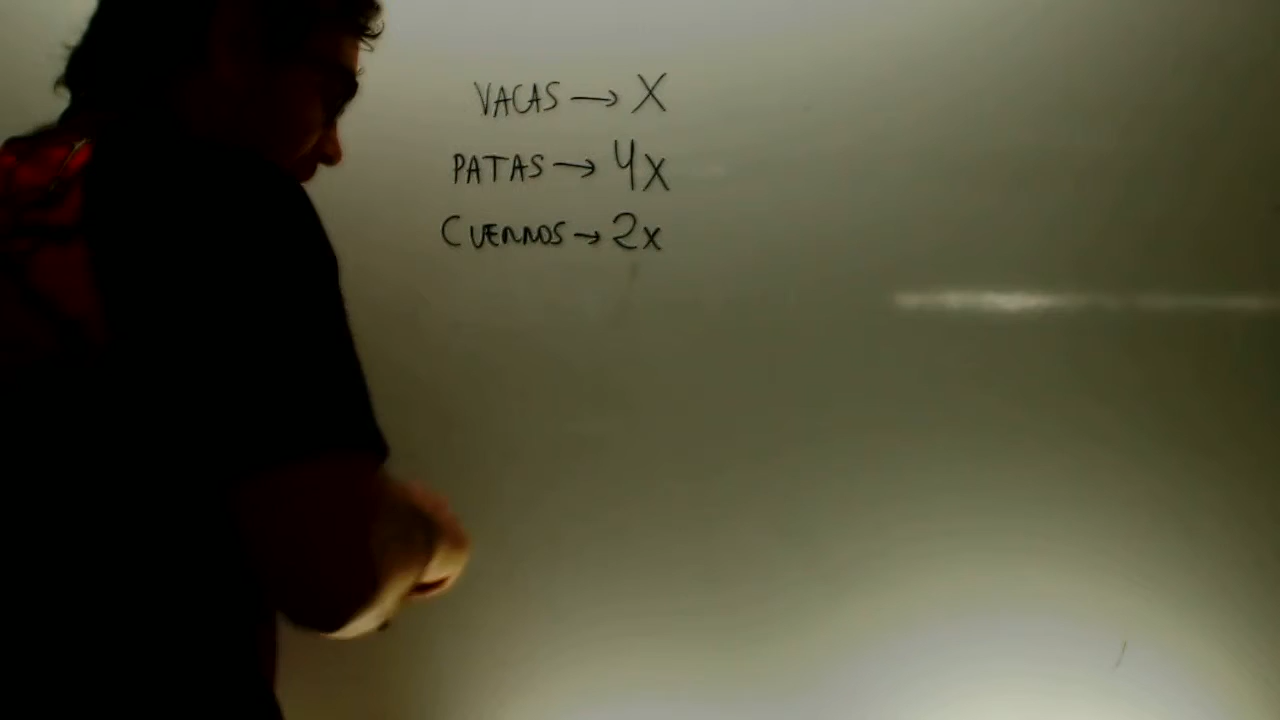 VACAS → X
PATAS → 4x
CUERNOS → 2x